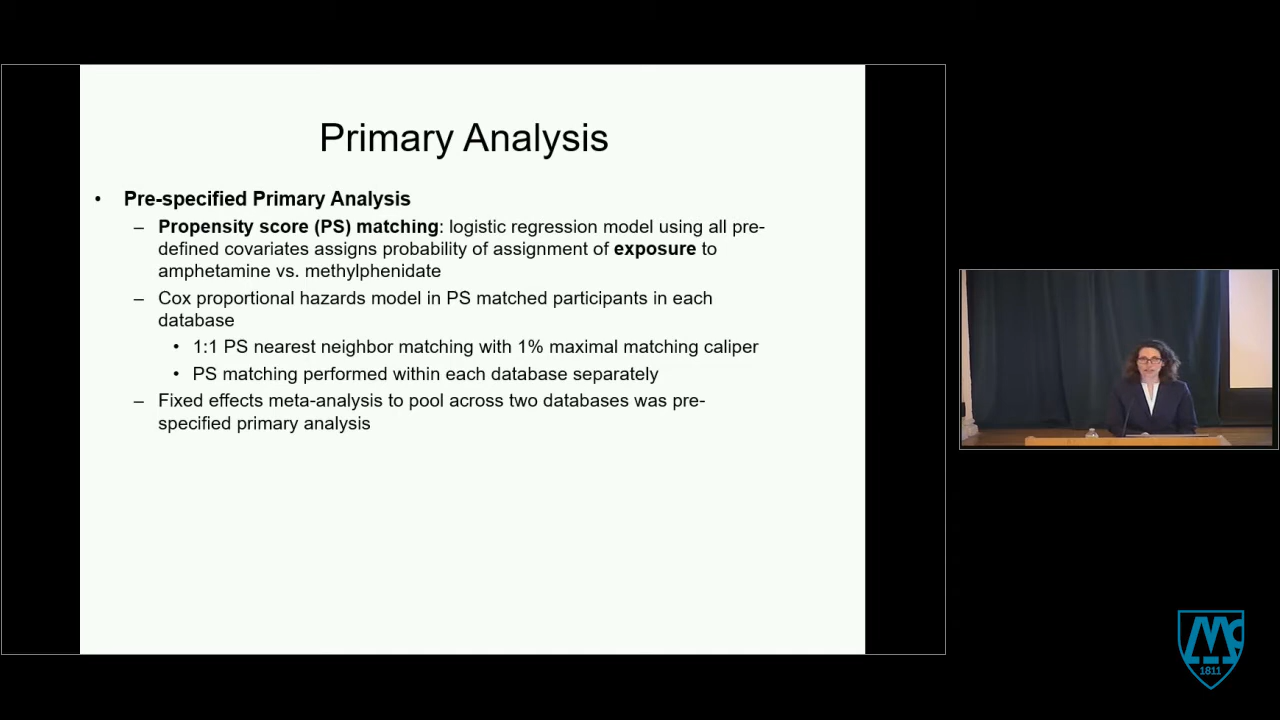 Primary Analysis
• Pre-specified Primary Analysis
– Propensity score (PS) matching: logistic regression model using all pre-
defined covariates assigns probability of assignment of exposure to
amphetamine vs. methylphenidate
– Cox proportional hazards model in PS matched participants in each
database
• 1:1 PS nearest neighbor matching with 1% maximal matching caliper
• PS matching performed within each database separately
– Fixed effects meta-analysis to pool across two databases was pre-
specified primary analysis
1811